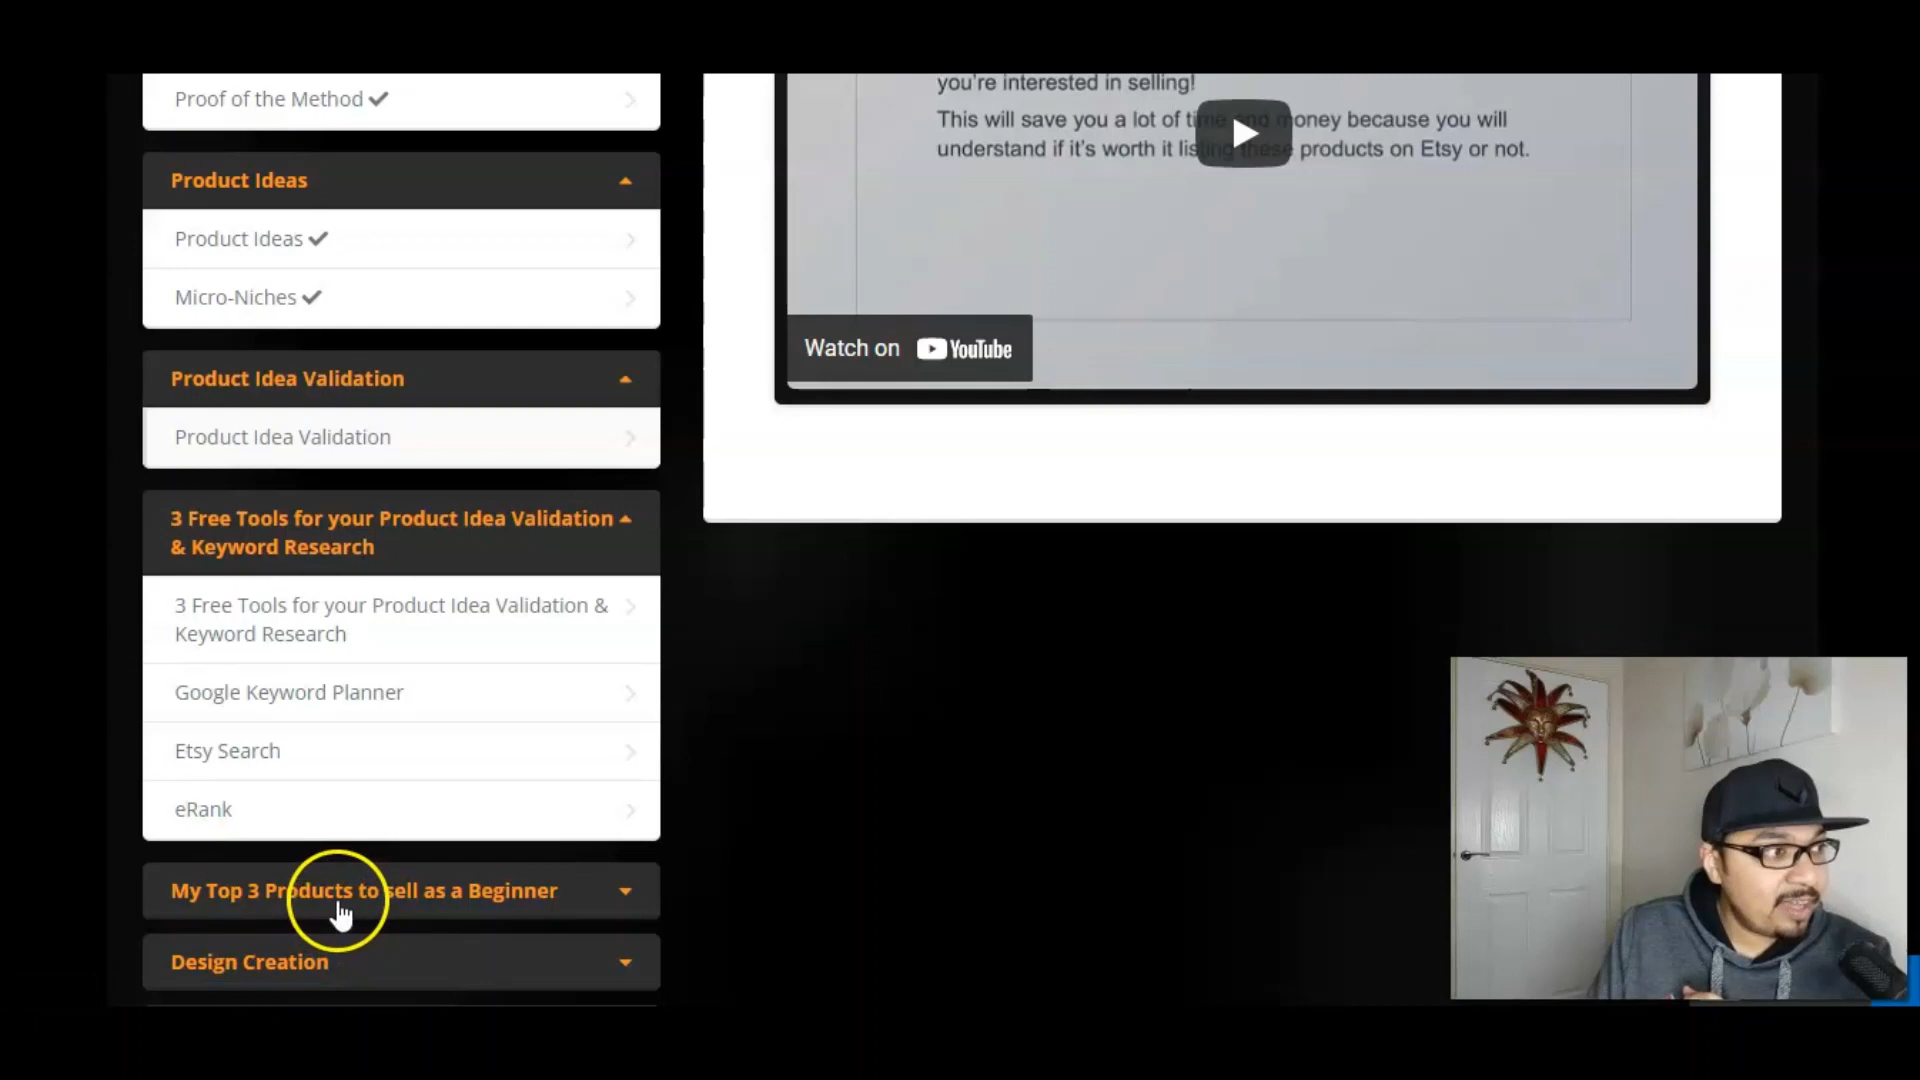 Proof of the Method
Product Ideas
Product Ideas
Micro-Niches
Product Idea Validation
Product Idea Validation
3 Free Tools for your Product Idea Validation
& Keyword Research
3 Free Tools for your Product Idea Validation &
Keyword Research
Google Keyword Planner
Etsy Search
eRank
My Top 3 Products to sell as a Beginner
Design Creation
you're interested in selling!
This will save you a lot of time and money because you will
understand if it's worth it listing these products on Etsy or not.
Watch on YouTube